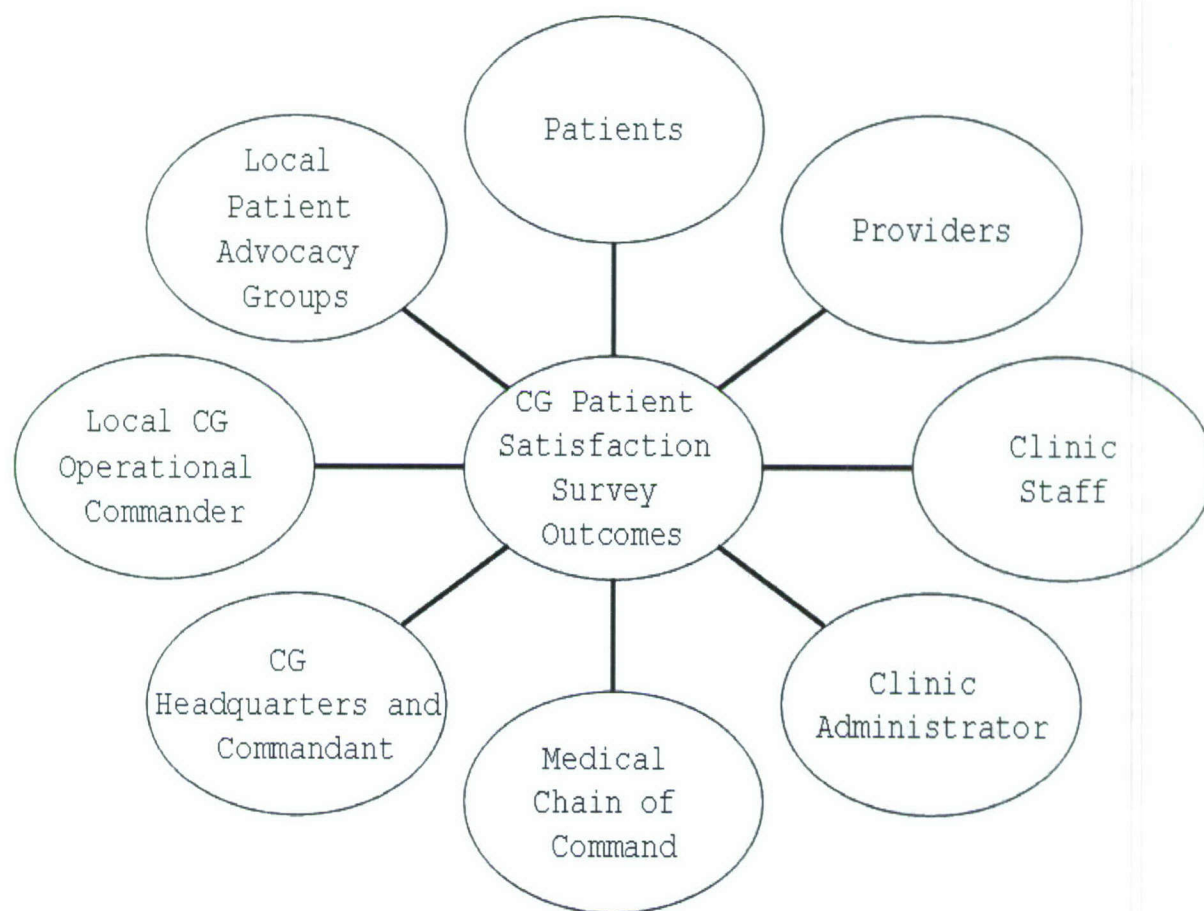 Patients
Local
Patient
Advocacy
Groups
Providers
CG Patient
Satisfaction
Survey
Outcomes
Local CG
Operational
Commander
Clinic
Staff
CG
Headquarters and
Commandant
Clinic
Administrator
Medical
Chain of
Command